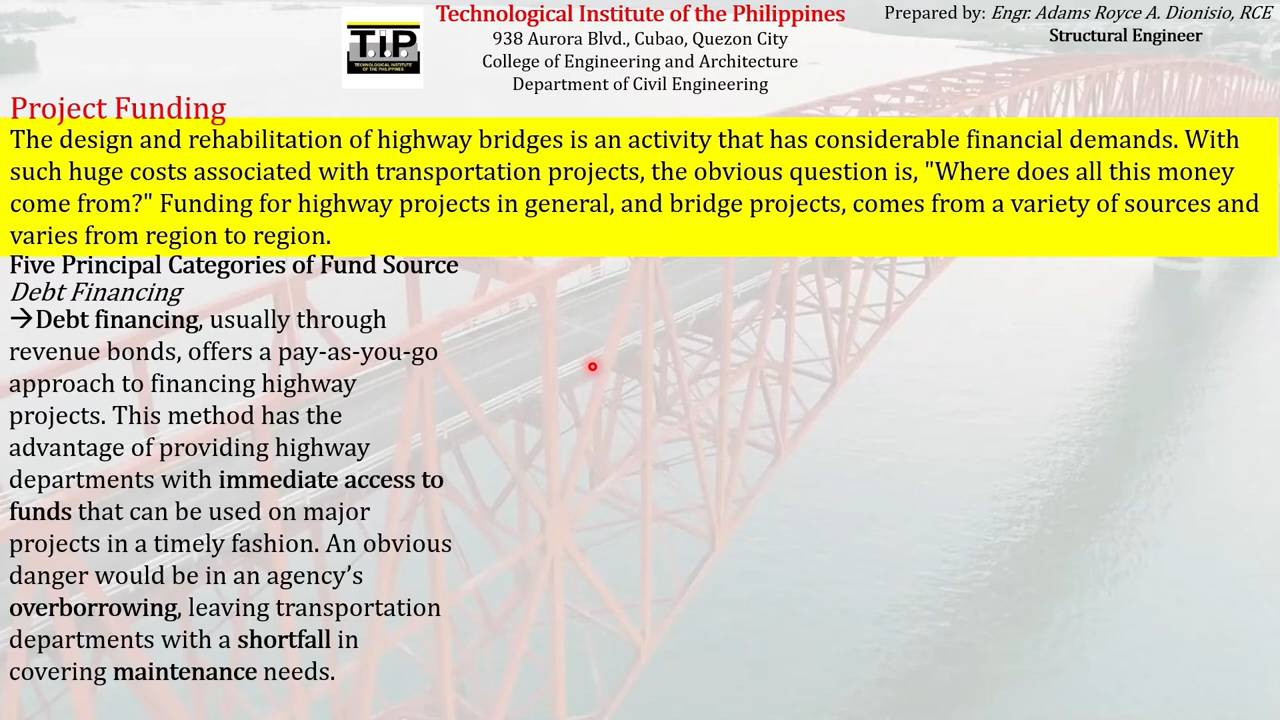 Technological Institute of the Philippines
938 Aurora Blvd., Cubao, Quezon City
College of Engineering and Architecture
Department of Civil Engineering
Prepared by: Engr. Adams Royce A. Dionisio, RCE
Structural Engineer
T.i.P
TECHNOLOGICAL INSTITUTE
OF THE PHILIPPINES
Project Funding
The design and rehabilitation of highway bridges is an activity that has considerable financial demands. With
such huge costs associated with transportation projects, the obvious question is, "Where does all this money
come from?" Funding for highway projects in general, and bridge projects, comes from a variety of sources and
varies from region to region.
Five Principal Categories of Fund Source
Debt Financing
→Debt financing, usually through
revenue bonds, offers a pay-as-you-go
approach to financing highway
projects. This method has the
advantage of providing highway
departments with immediate access to
funds that can be used on major
projects in a timely fashion. An obvious
danger would be in an agency’s
overborrowing, leaving transportation
departments with a shortfall in
covering maintenance needs.